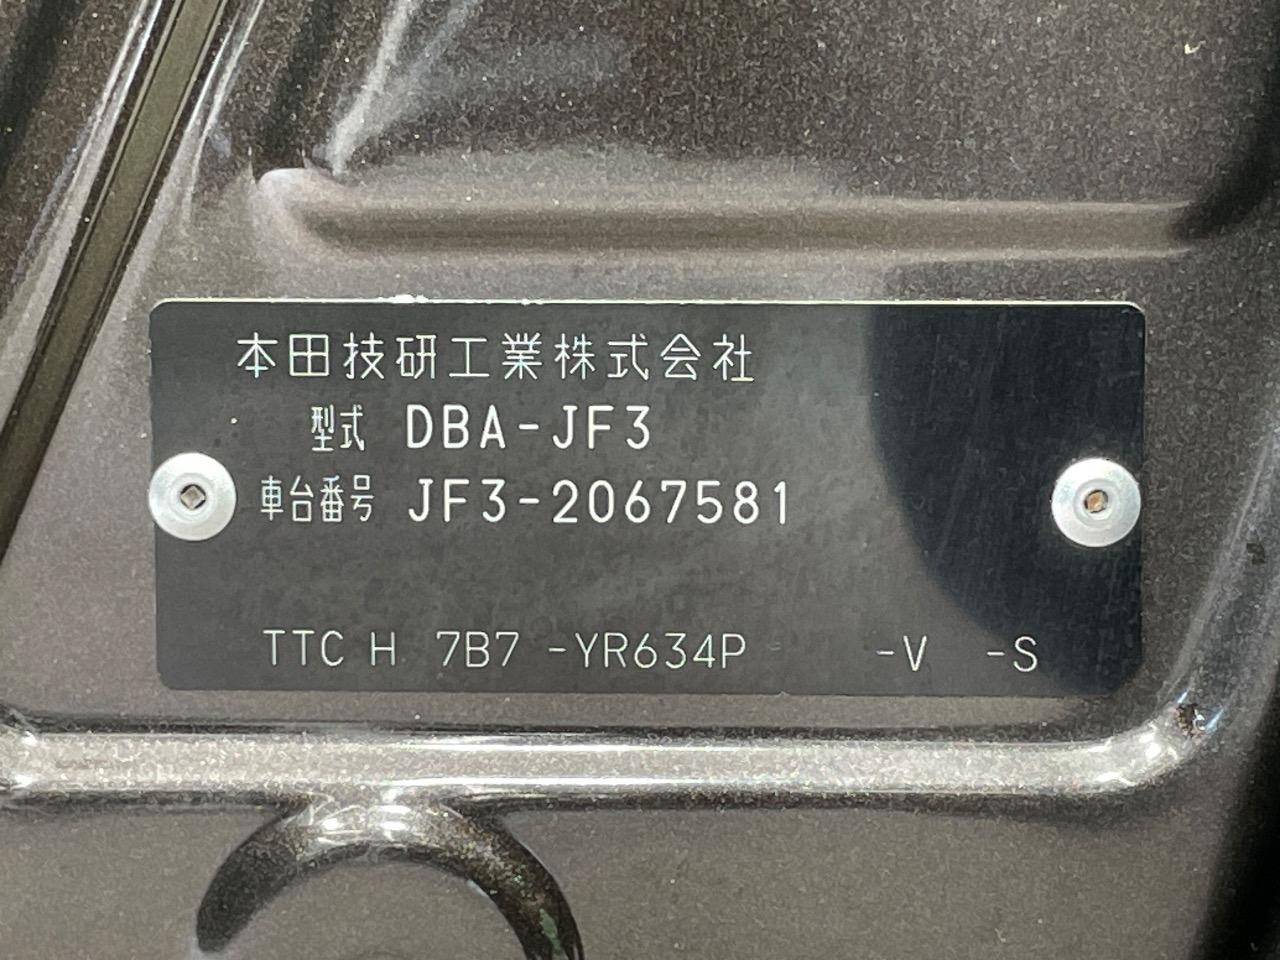 本田技研工業株式会社
型式 DBA-JF3
車台番号 JF3-2067581
TTC H 7B7 -YR634P -V -S